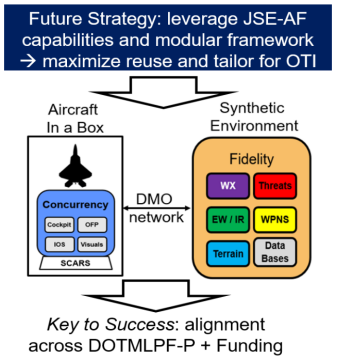 Future Strategy: leverage JSE-AF
capabilities and modular framework
→ maximize reuse and tailor for OTI
Aircraft
In a Box
Synthetic
Environment
Concurrency
Cockpit
OFP
IOS
Visuals
SCARS
DMO
network
Fidelity
WX
Threats
EW / IR
WPNS
Terrain
Data
Bases
Key to Success: alignment
across DOTMLPF-P + Funding